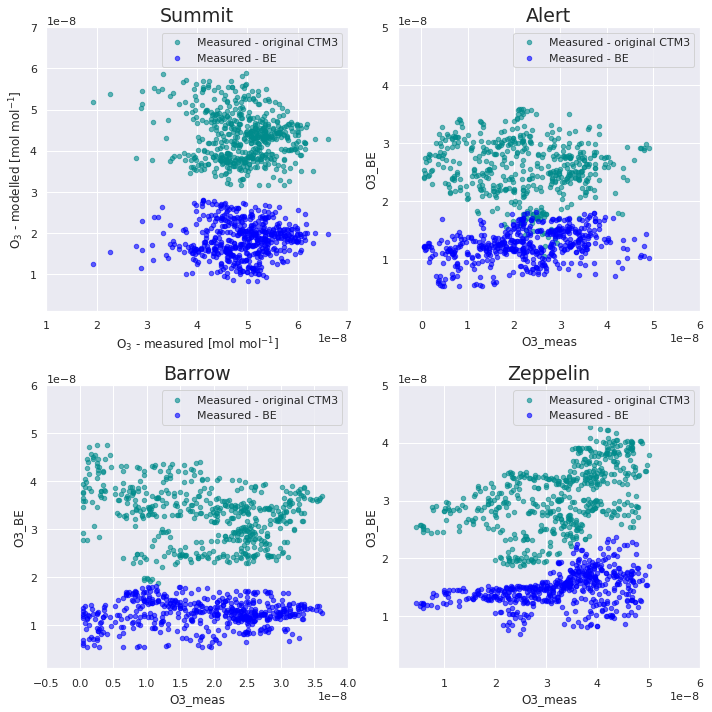 Summit
1e−8
Measured - original CTM3
Measured - BE
7
6
5
4
3
2
1
O₃ - modelled [mol mol⁻¹]
1 2 3 4 5 6 7
1e−8
O₃ - measured [mol mol⁻¹]
Alert
1e−8
Measured - original CTM3
Measured - BE
5
4
3
2
1
O3_BE
0 1 2 3 4 5 6
1e−8
O3_meas
Barrow
1e−8
Measured - original CTM3
Measured - BE
6
5
4
3
2
1
O3_BE
−0.5 0.0 0.5 1.0 1.5 2.0 2.5 3.0 3.5 4.0
1e−8
O3_meas
Zeppelin
1e−8
Measured - original CTM3
Measured - BE
5
4
3
2
1
O3_BE
1 2 3 4 5 6
1e−8
O3_meas